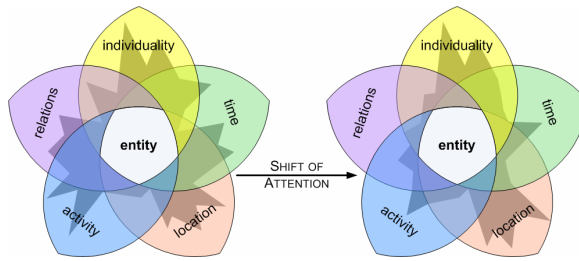 individuality
relations
time
entity
activity
location
SHIFT OF
ATTENTION
individuality
relations
time
entity
activity
location